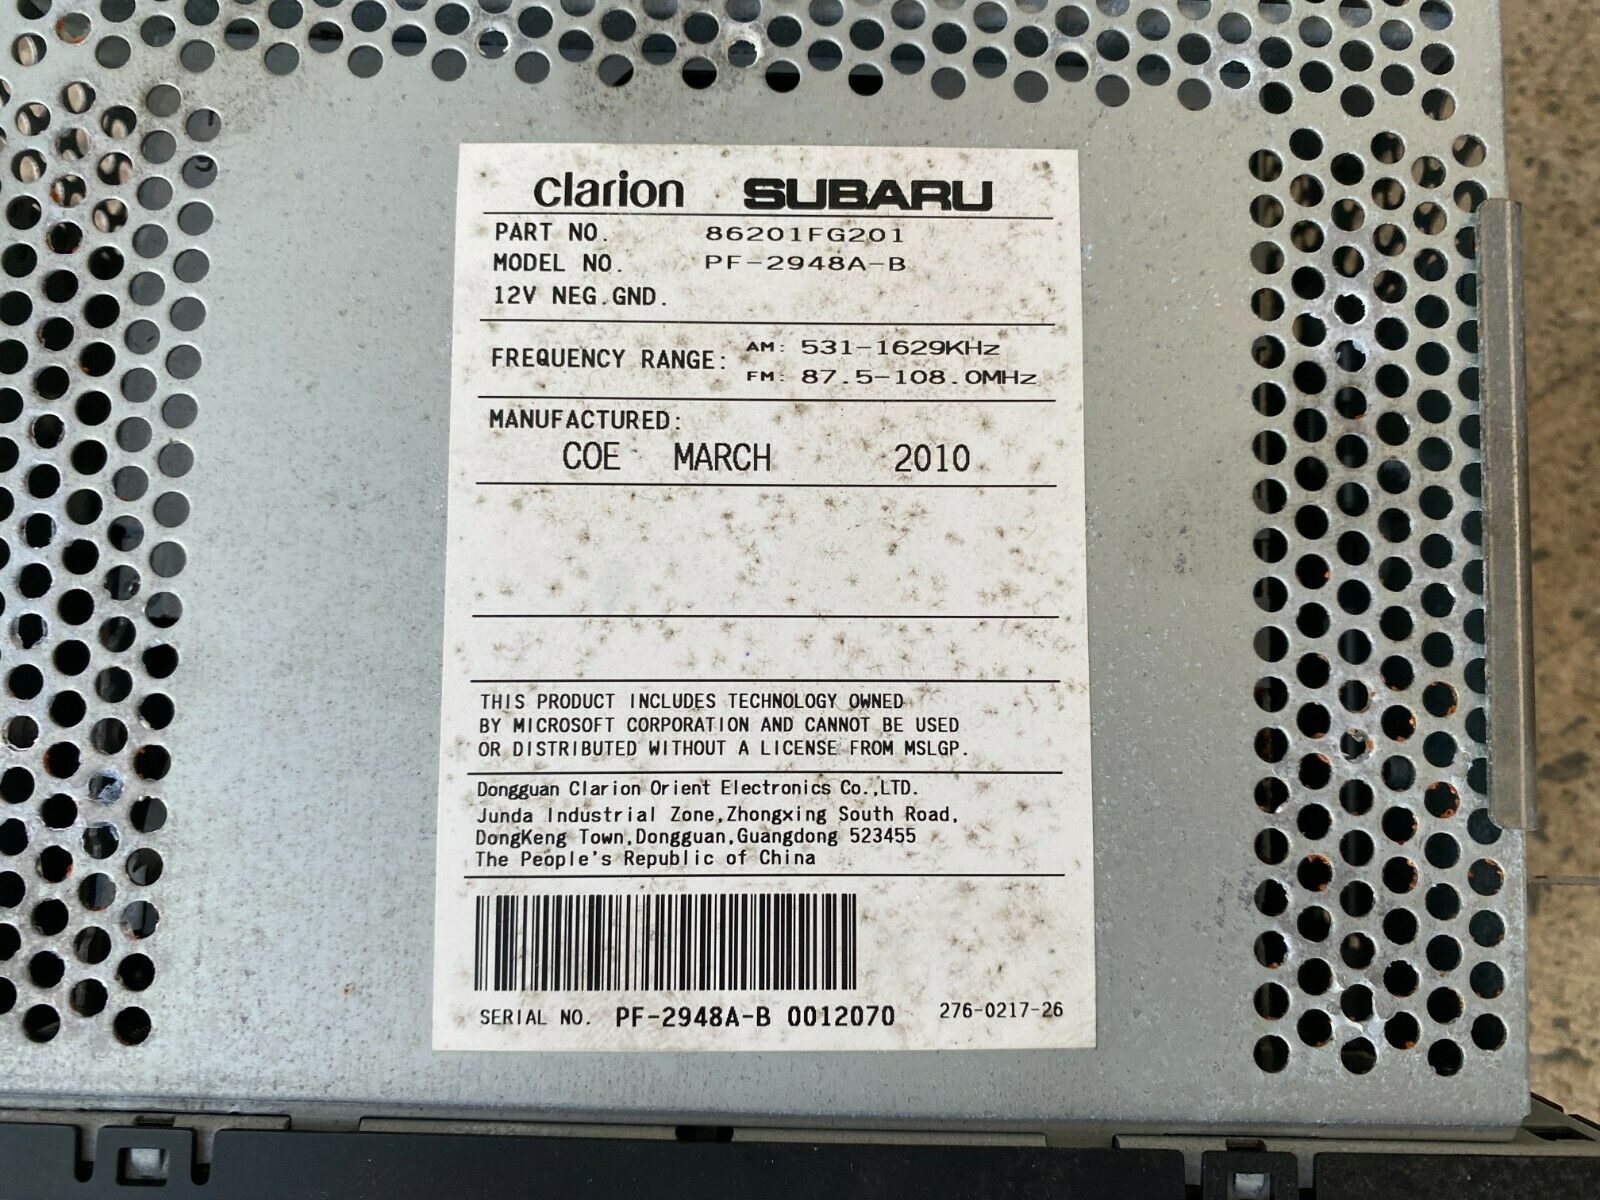 clarion SUBARU
PART NO. 86201FG201
MODEL NO. PF-2948A-B
12V NEG.GND.
FREQUENCY RANGE: AM: 531-1629KHz
FM: 87.5-108.0MHz
MANUFACTURED:
COE MARCH 2010
THIS PRODUCT INCLUDES TECHNOLOGY OWNED
BY MICROSOFT CORPORATION AND CANNOT BE USED
OR DISTRIBUTED WITHOUT A LICENSE FROM MSLGP.
Dongguan Clarion Orient Electronics Co.,LTD.
Junda Industrial Zone,Zhongxing South Road,
DongKeng Town,Dongguan,Guangdong 523455
The People's Republic of China
SERIAL NO. PF-2948A-B 0012070 276-0217-26